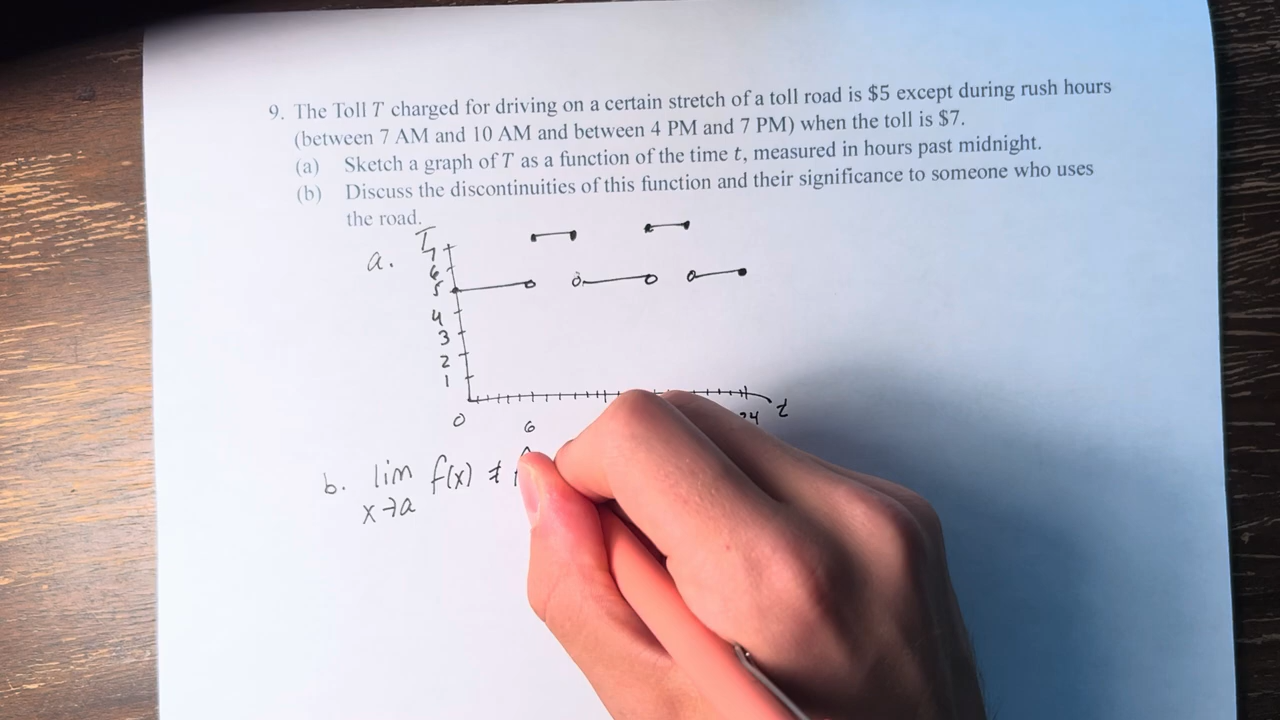 9. The Toll T charged for driving on a certain stretch of a toll road is $5 except during rush hours
(between 7 AM and 10 AM and between 4 PM and 7 PM) when the toll is $7.
(a) Sketch a graph of T as a function of the time t, measured in hours past midnight.
(b) Discuss the discontinuities of this function and their significance to someone who uses
the road.
a.
T
7
6
5
4
3
2
1
0 6 24 t
b. lim f(x) ≠
x→a